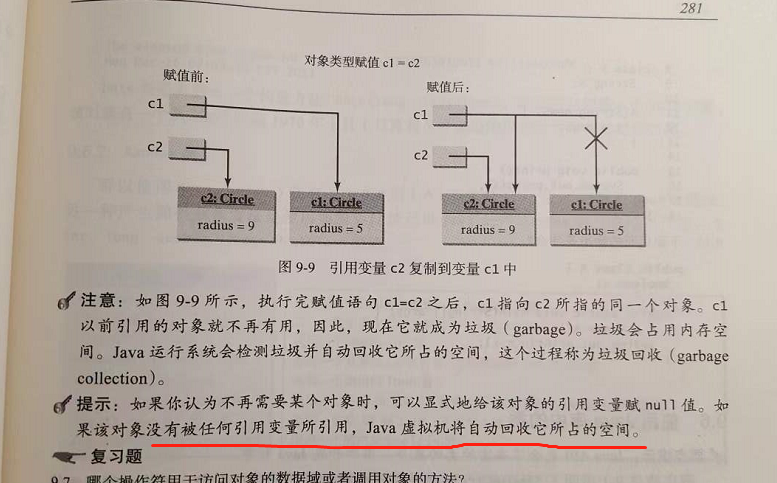 281
对象类型赋值 c1 = c2
赋值前：
赋值后：
c1
c2
c1
c2
c2: Circle
radius = 9
c1: Circle
radius = 5
c2: Circle
radius = 9
c1: Circle
radius = 5
图 9-9 引用变量 c2 复制到变量 c1 中
注意：如图 9-9 所示，执行完赋值语句 c1=c2 之后，c1 指向 c2 所指的同一个对象。c1
以前引用的对象就不再有用，因此，现在它就成为垃圾（garbage）。垃圾会占用内存空
间。Java 运行系统会检测垃圾并自动回收它所占的空间，这个过程称为垃圾回收（garbage
collection）。
提示：如果你认为不再需要某个对象时，可以显式地给该对象的引用变量赋 null 值。如
果该对象没有被任何引用变量所引用，Java 虚拟机将自动回收它所占的空间。
复习题
9.7 哪个操作符用于访问对象的数据域或者调用对象的方法？